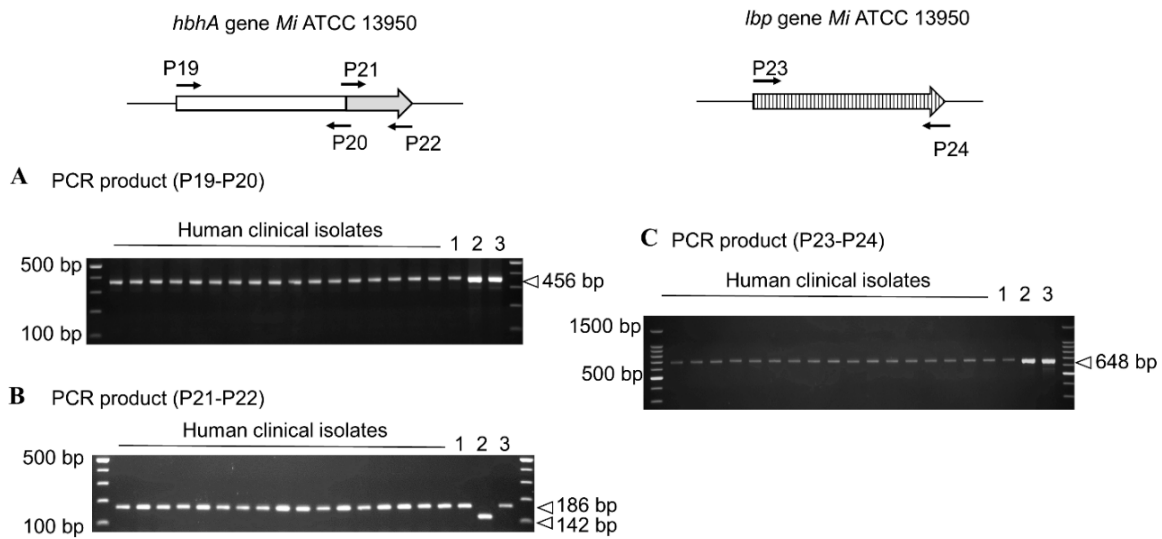 hbhA gene Mi ATCC 13950
P19
P21
P20
P22
lbp gene Mi ATCC 13950
P23
P24
A PCR product (P19-P20)
Human clinical isolates 1 2 3
500 bp
456 bp
100 bp
B PCR product (P21-P22)
Human clinical isolates 1 2 3
500 bp
186 bp
142 bp
100 bp
C PCR product (P23-P24)
Human clinical isolates 1 2 3
1500 bp
648 bp
500 bp